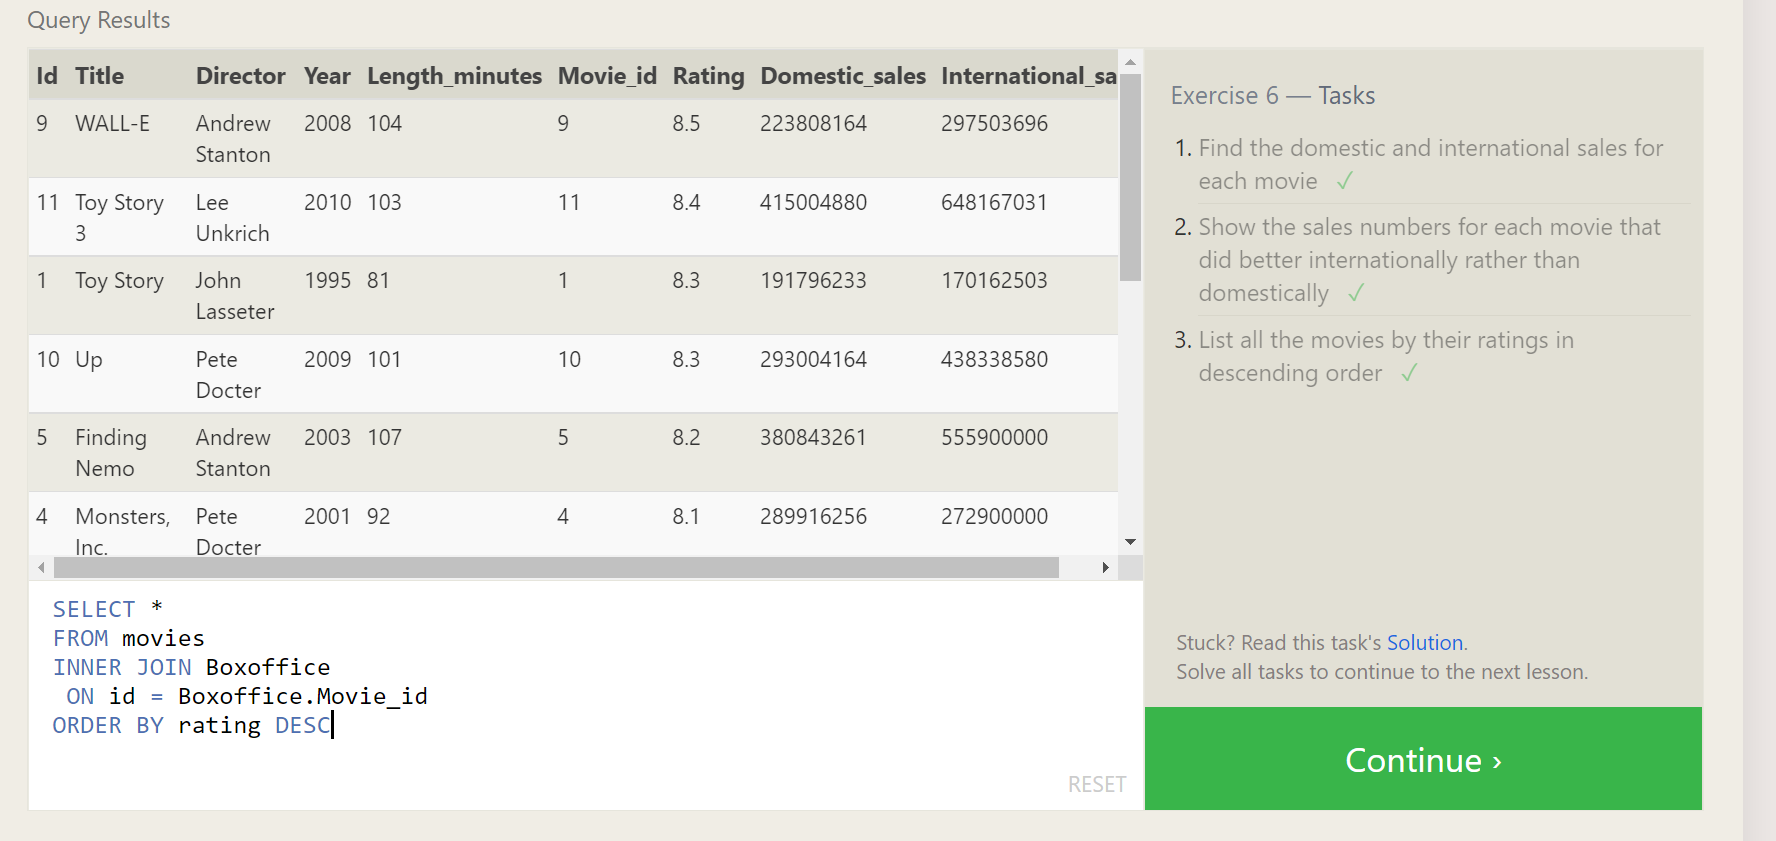 Query Results
Id Title Director Year Length_minutes Movie_id Rating Domestic_sales International_sa
9 WALL-E Andrew Stanton 2008 104 9 8.5 223808164 297503696
11 Toy Story 3 Lee Unkrich 2010 103 11 8.4 415004880 648167031
1 Toy Story John Lasseter 1995 81 1 8.3 191796233 170162503
10 Up Pete Docter 2009 101 10 8.3 293004164 438338580
5 Finding Nemo Andrew Stanton 2003 107 5 8.2 380843261 555900000
4 Monsters, Inc. Pete Docter 2001 92 4 8.1 289916256 272900000
SELECT *
FROM movies
INNER JOIN Boxoffice
ON id = Boxoffice.Movie_id
ORDER BY rating DESC
RESET
Exercise 6 — Tasks
1. Find the domestic and international sales for
each movie ✓
2. Show the sales numbers for each movie that
did better internationally rather than
domestically ✓
3. List all the movies by their ratings in
descending order ✓
Stuck? Read this task's Solution.
Solve all tasks to continue to the next lesson.
Continue ›